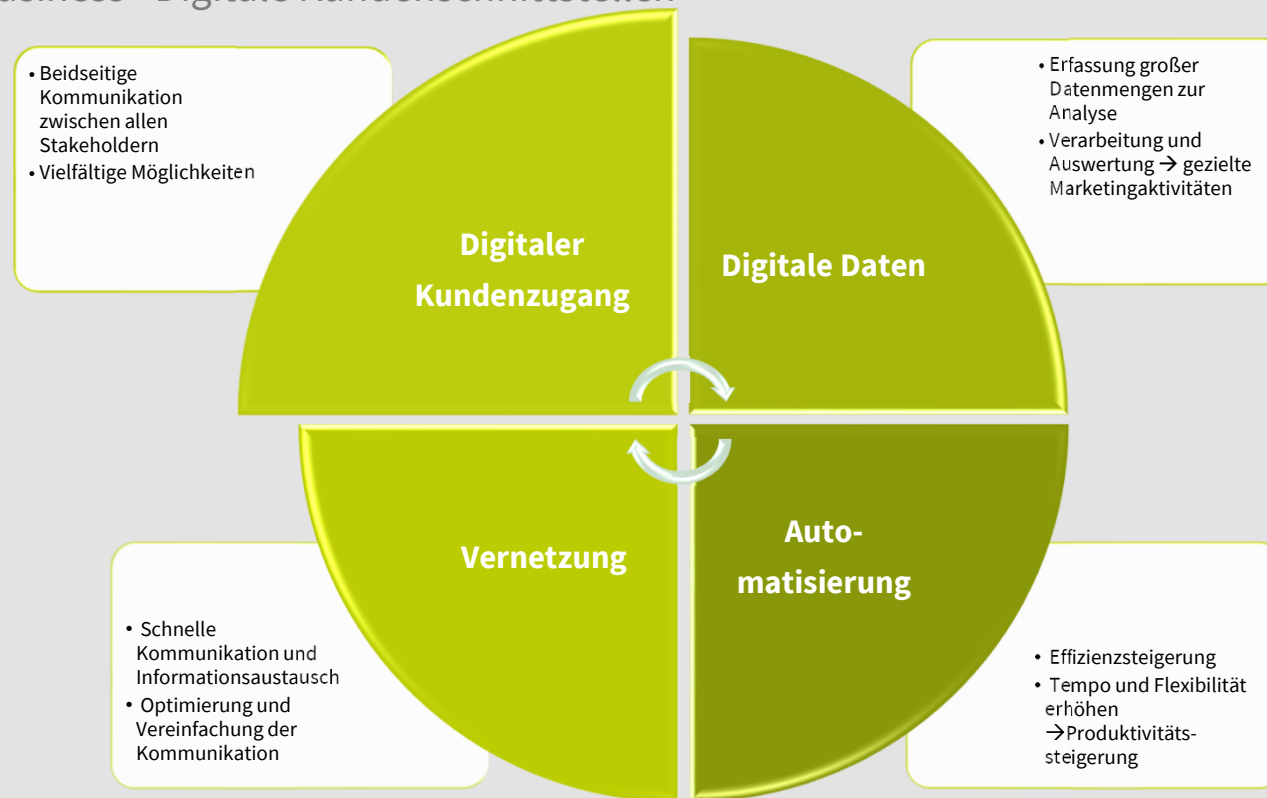 Digitale Kundenschnittstellen
• Beidseitige
Kommunikation
zwischen allen
Stakeholdern
• Vielfältige Möglichkeiten
• Erfassung großer
Datenmengen zur
Analyse
• Verarbeitung und
Auswertung → gezielte
Marketingaktivitäten
Digitaler
Kundenzugang
Digitale Daten
Vernetzung
Auto-
matisierung
• Schnelle
Kommunikation und
Informationsaustausch
• Optimierung und
Vereinfachung der
Kommunikation
• Effizienzsteigerung
• Tempo und Flexibilität
erhöhen
→Produktivitäts-
steigerung